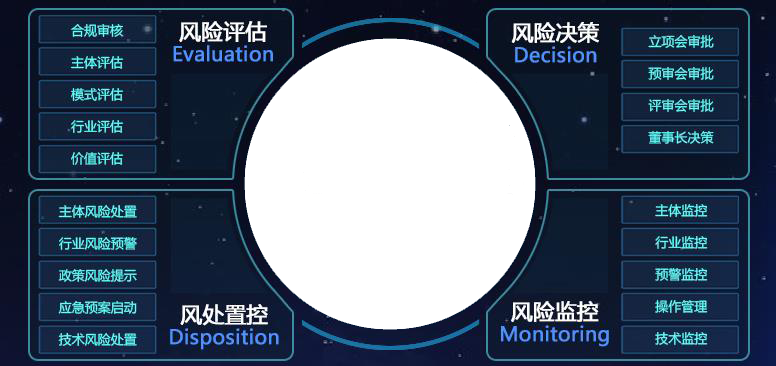 风险评估
Evaluation
合规审核
主体评估
模式评估
行业评估
价值评估
风险决策
Decision
立项会审批
预审会审批
评审会审批
董事长决策
主体风险处置
行业风险预警
政策风险提示
应急预案启动
技术风险处置
风处置控
Disposition
风险监控
Monitoring
主体监控
行业监控
预警监控
操作管理
技术监控